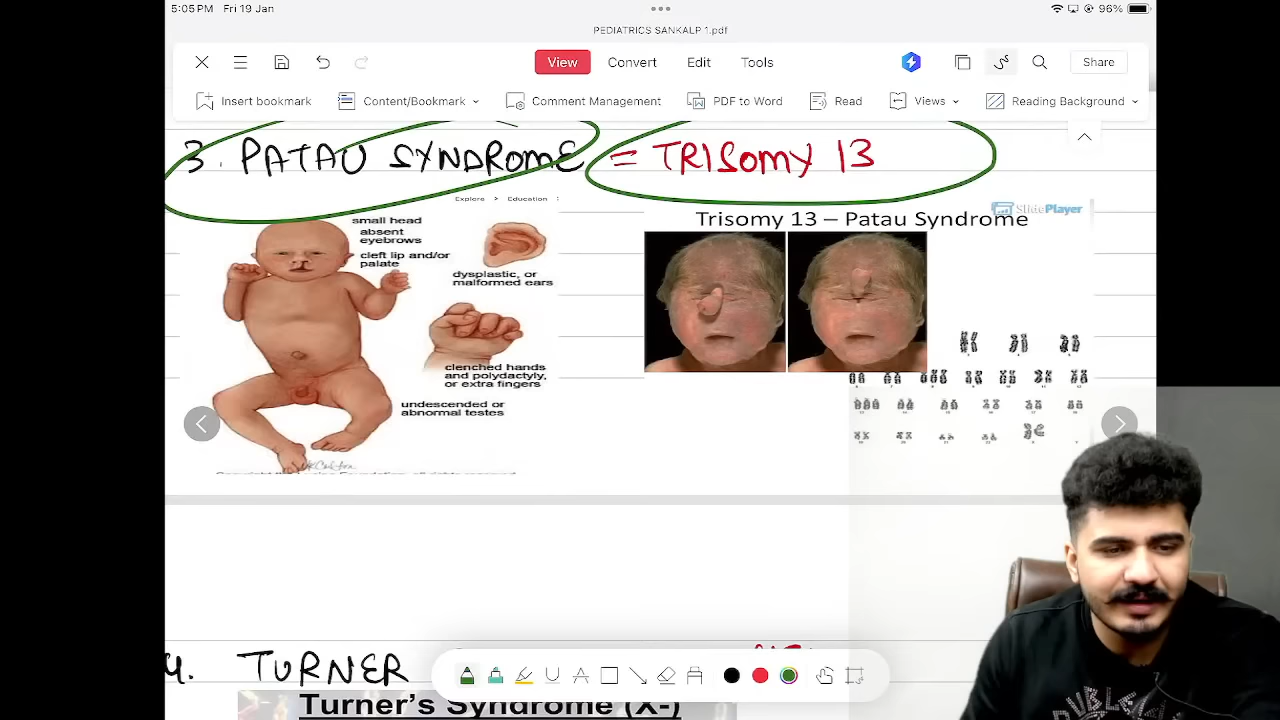 5:05 PM Fri 19 Jan
96%
PEDIATRICS SANKALP 1.pdf
View Convert Edit Tools
Share
Insert bookmark Content/Bookmark Comment Management PDF to Word Read Views Reading Background
3. PATAU SYNDROME = TRISOMY 13
Explore > Education
SlidePlayer
Trisomy 13 – Patau Syndrome
small head
absent
eyebrows
cleft lip and/or
palate
dysplastic, or
malformed ears
clenched hands
and polydactyly,
or extra fingers
undescended or
abnormal testes
4. TURNER
Turner's Syndrome (X-)